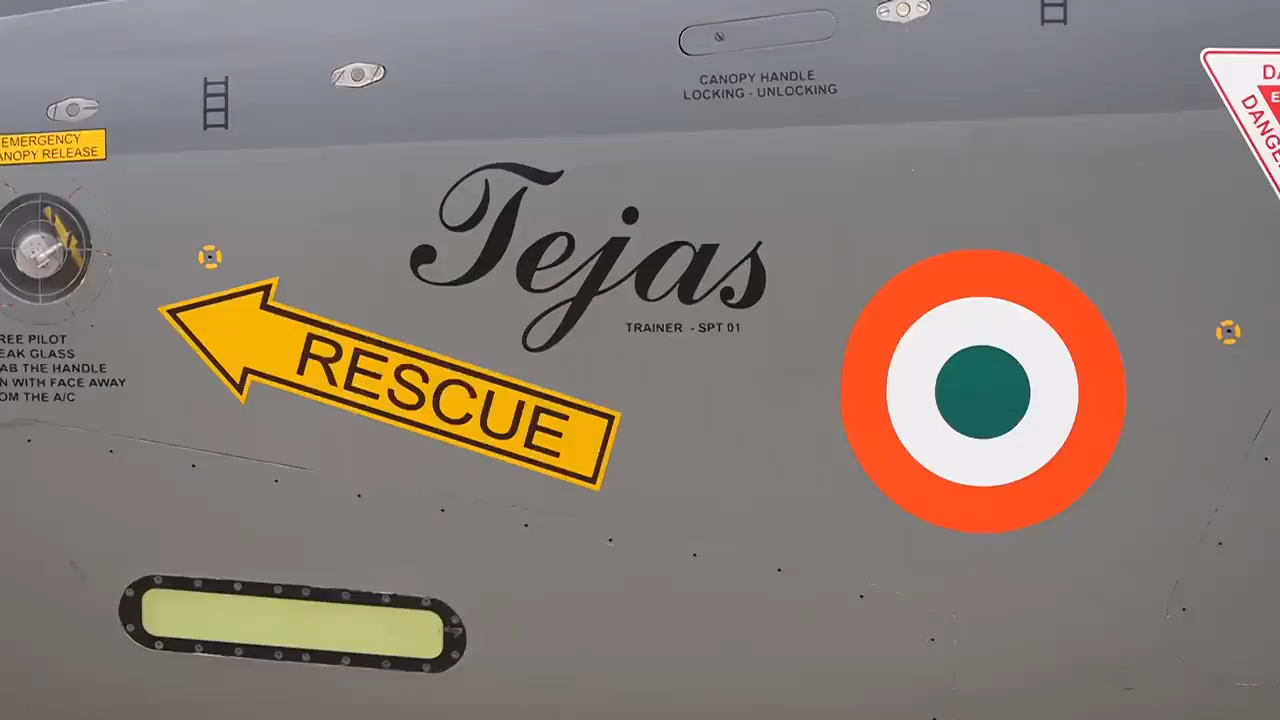 CANOPY HANDLE
LOCKING - UNLOCKING
EMERGENCY
ANOPY RELEASE
DANGE
Tejas
TRAINER - SPT 01
RESCUE
REE PILOT
EAK GLASS
AB THE HANDLE
N WITH FACE AWAY
OM THE A/C